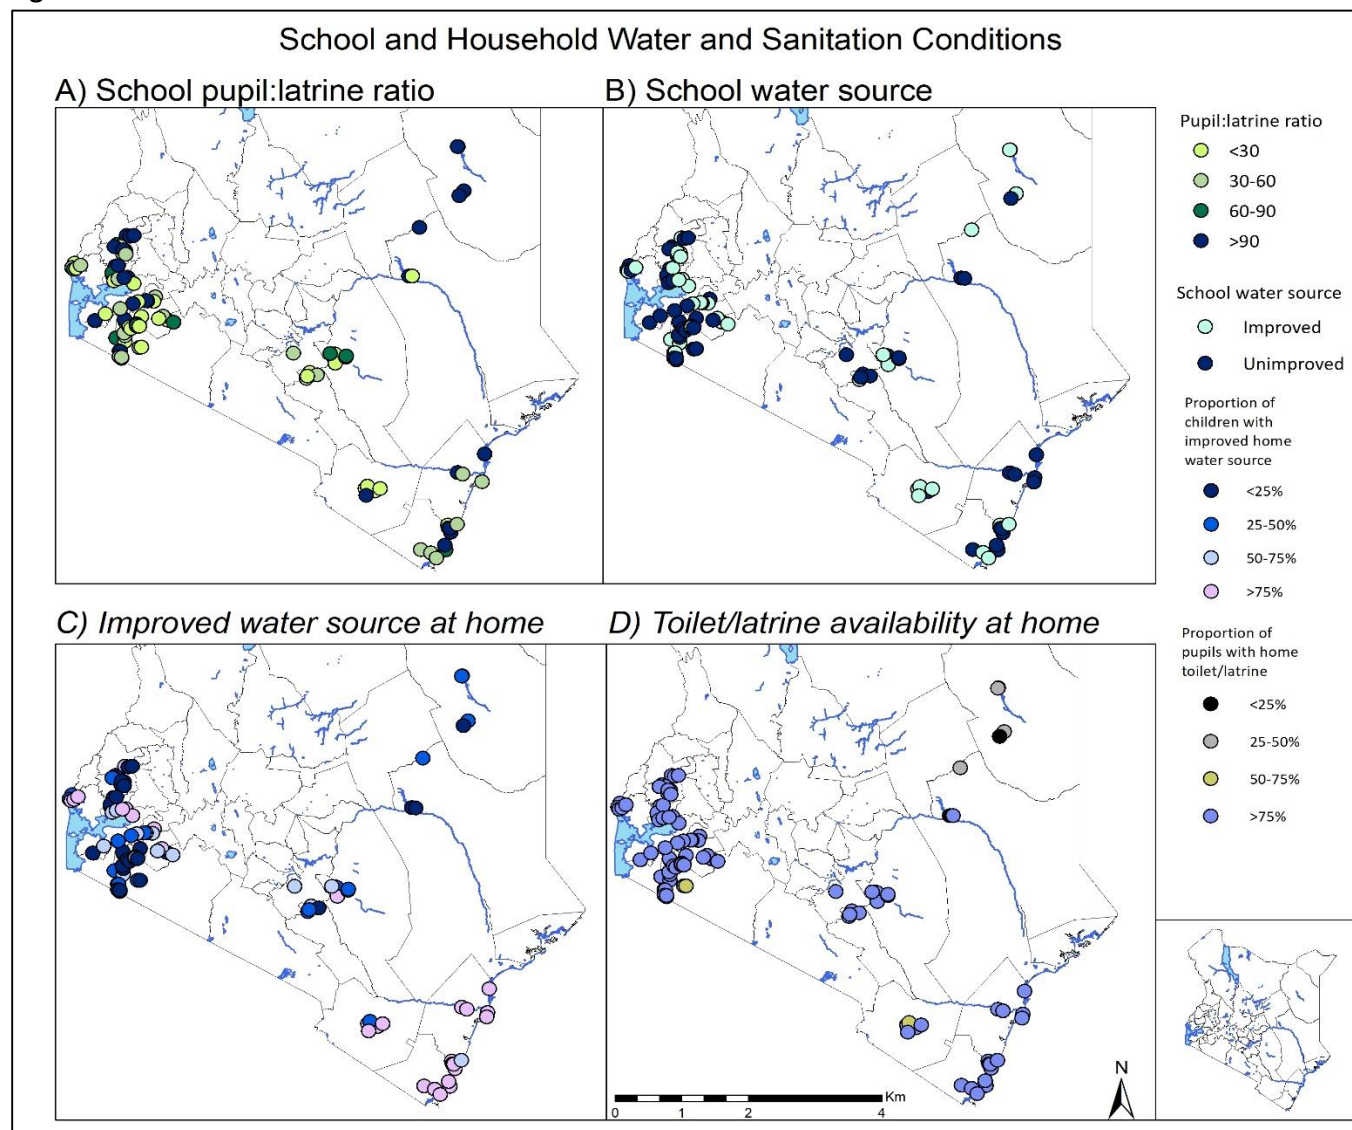 School and Household Water and Sanitation Conditions
A) School pupil:latrine ratio
B) School water source
Pupil:latrine ratio
<30
30-60
60-90
>90
School water source
Improved
Unimproved
Proportion of
children with
improved home
water source
<25%
25-50%
50-75%
>75%
C) Improved water source at home
D) Toilet/latrine availability at home
Proportion of
pupils with home
toilet/latrine
<25%
25-50%
50-75%
>75%
N
Km
0 1 2 4